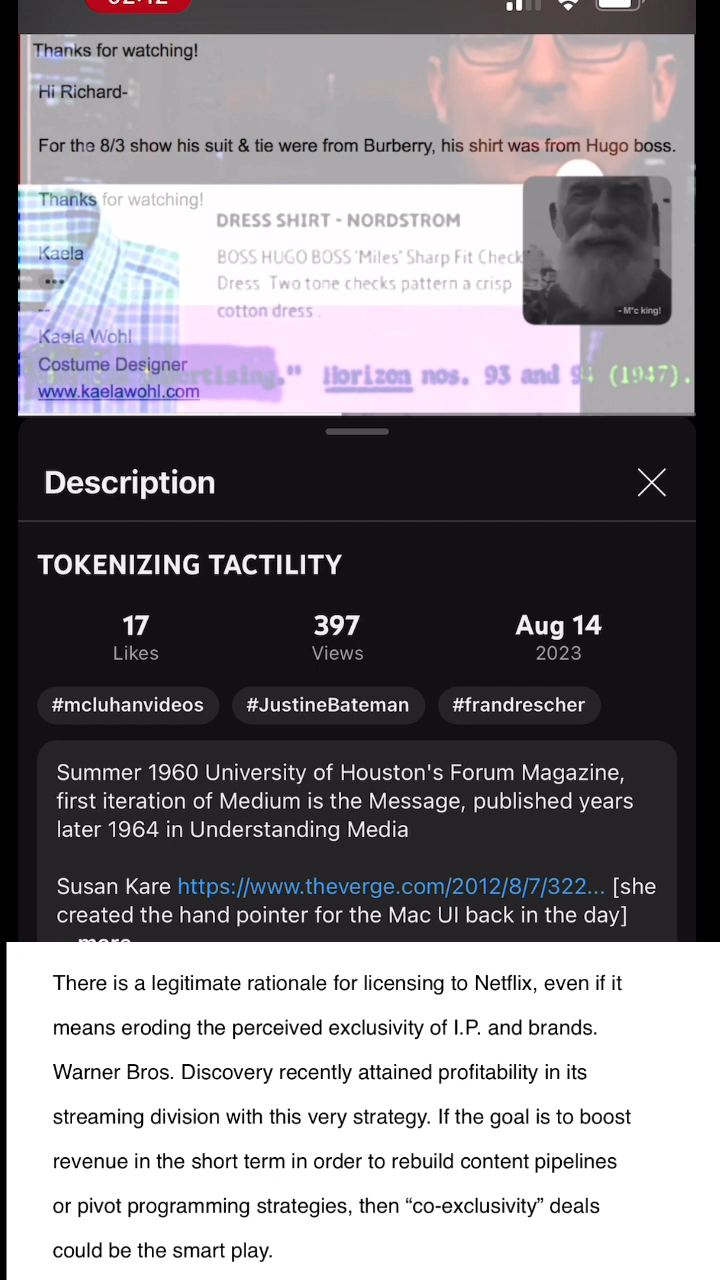 02:42
Thanks for watching!
Hi Richard-
For the 8/3 show his suit & tie were from Burberry, his shirt was from Hugo boss.
Thanks for watching!
DRESS SHIRT - NORDSTROM
Kaela
BOSS HUGO BOSS 'Miles' Sharp Fit Check
Dress Two tone checks pattern a crisp
cotton dress .
- M°c king!
--
Kaela Wohl
Costume Designer
www.kaelawohl.com
rtising," Horizon nos. 93 and 94 (1947).
Description
TOKENIZING TACTILITY
17 397 Aug 14
Likes Views 2023
#mcluhanvideos #JustineBateman #frandrescher
Summer 1960 University of Houston's Forum Magazine,
first iteration of Medium is the Message, published years
later 1964 in Understanding Media
Susan Kare https://www.theverge.com/2012/8/7/322... [she
created the hand pointer for the Mac UI back in the day]
...more
There is a legitimate rationale for licensing to Netflix, even if it
means eroding the perceived exclusivity of I.P. and brands.
Warner Bros. Discovery recently attained profitability in its
streaming division with this very strategy. If the goal is to boost
revenue in the short term in order to rebuild content pipelines
or pivot programming strategies, then “co-exclusivity” deals
could be the smart play.